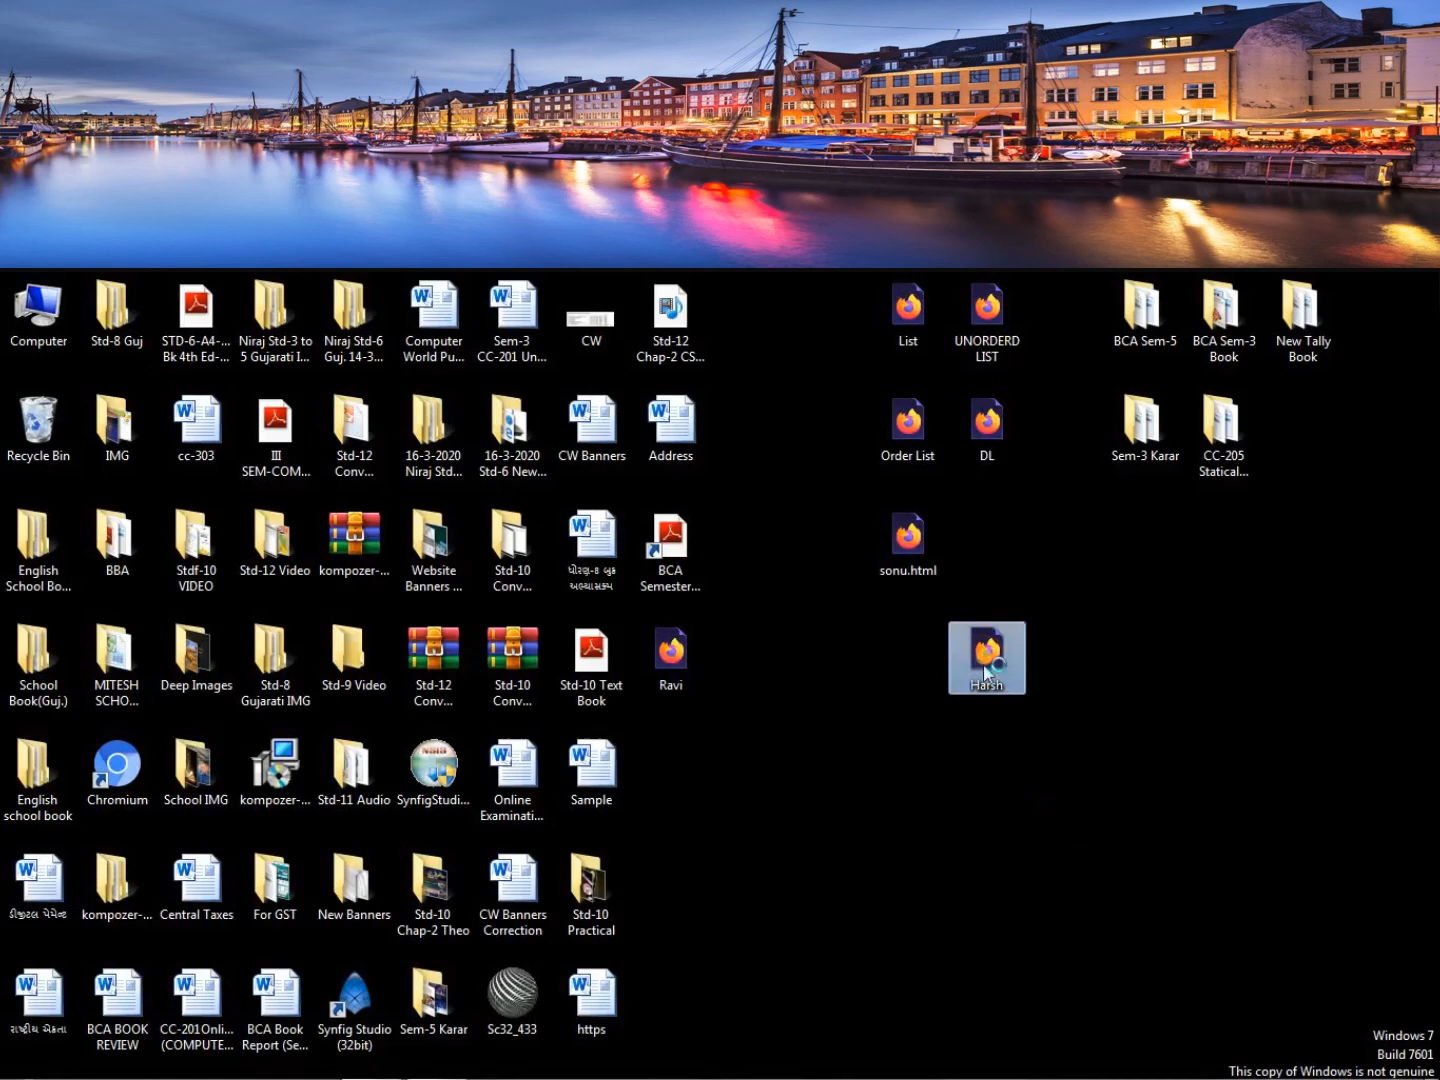 Computer
Std-8 Guj
STD-6-A4-...
Bk 4th Ed-...
Niraj Std-3 to
5 Gujarati I...
Niraj Std-6
Guj. 14-3...
Computer
World Pu...
Sem-3
CC-201 Un...
CW
Std-12
Chap-2 CS...
List
UNORDERD
LIST
BCA Sem-5
BCA Sem-3
Book
New Tally
Book
Recycle Bin
IMG
cc-303
III
SEM-COM...
Std-12
Conv...
16-3-2020
Niraj Std...
16-3-2020
Std-6 New...
CW Banners
Address
Order List
DL
Sem-3 Karar
CC-205
Statical...
English
School Bo...
BBA
Stdf-10
VIDEO
Std-12 Video
kompozer-...
Website
Banners ...
Std-10
Conv...
ધોરણ-8 બુક
અભ્યાસક્રમ
BCA
Semester...
sonu.html
School
Book(Guj.)
MITESH
SCHO...
Deep Images
Std-8
Gujarati IMG
Std-9 Video
Std-12
Conv...
Std-10
Conv...
Std-10 Text
Book
Ravi
Harsh
English
school book
Chromium
School IMG
kompozer-...
Std-11 Audio
SynfigStudi...
Online
Examinati...
Sample
ડીજીટલ પેમેન્ટ
kompozer-...
Central Taxes
For GST
New Banners
Std-10
Chap-2 Theo
CW Banners
Correction
Std-10
Practical
રાષ્ટ્રીય એકતા
BCA BOOK
REVIEW
CC-201Onli...
(COMPUTE...
BCA Book
Report (Se...
Synfig Studio
(32bit)
Sem-5 Karar
Sc32_433
https
Windows 7
Build 7601
This copy of Windows is not genuine